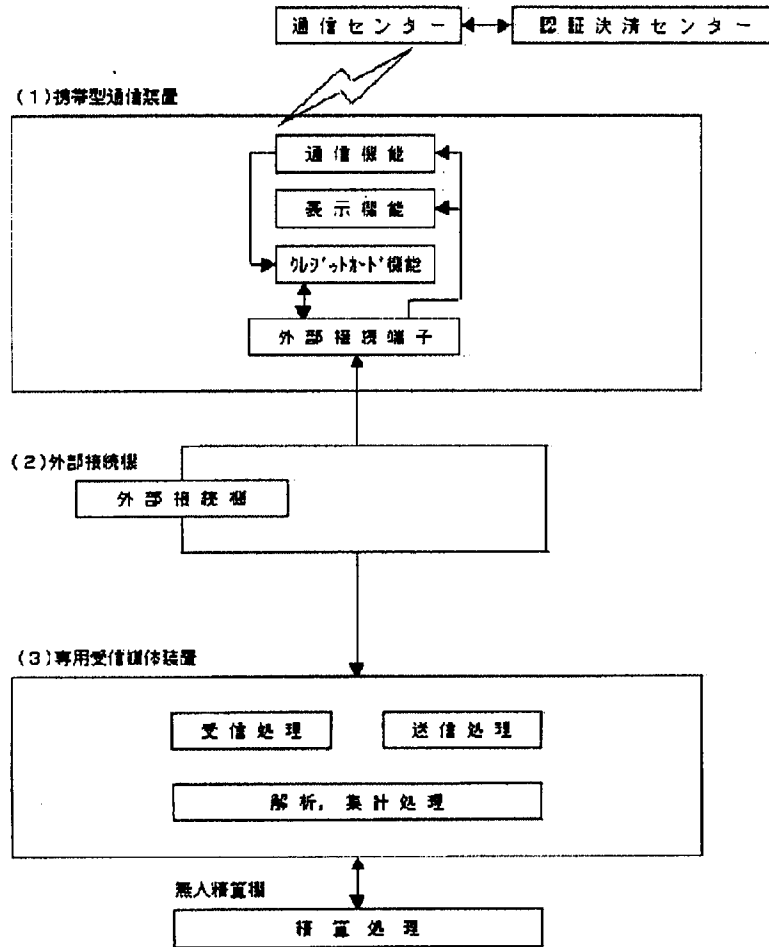 通信センター
認証決済センター
(1)携帯型通信装置
通信機能
表示機能
クレジットカード機能
外部接続端子
(2)外部接続機
外部接続機
(3)専用受信媒体装置
受信処理
送信処理
解析,集計処理
無人精算機
精算処理